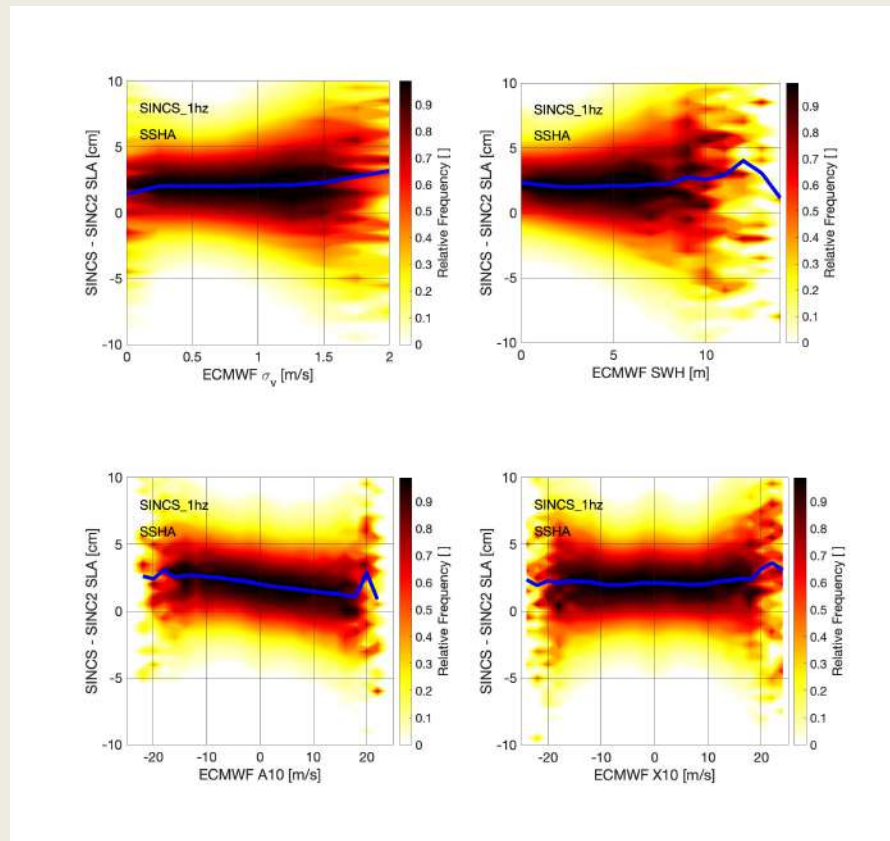 10
5
0
-5
-10
SINCS - SINC2 SLA [cm]
SINCS_1hz
SSHA
0 0.5 1 1.5 2
ECMWF σv [m/s]
0.9
0.8
0.7
0.6
0.5
0.4
0.3
0.2
0.1
0
Relative Frequency [ ]
10
5
0
-5
-10
SINCS - SINC2 SLA [cm]
SINCS_1hz
SSHA
0 5 10
ECMWF SWH [m]
0.9
0.8
0.7
0.6
0.5
0.4
0.3
0.2
0.1
0
Relative Frequency [ ]
10
5
0
-5
-10
SINCS - SINC2 SLA [cm]
SINCS_1hz
SSHA
-20 -10 0 10 20
ECMWF A10 [m/s]
0.9
0.8
0.7
0.6
0.5
0.4
0.3
0.2
0.1
0
Relative Frequency [ ]
10
5
0
-5
-10
SINCS - SINC2 SLA [cm]
SINCS_1hz
SSHA
-20 -10 0 10 20
ECMWF X10 [m/s]
0.9
0.8
0.7
0.6
0.5
0.4
0.3
0.2
0.1
0
Relative Frequency [ ]